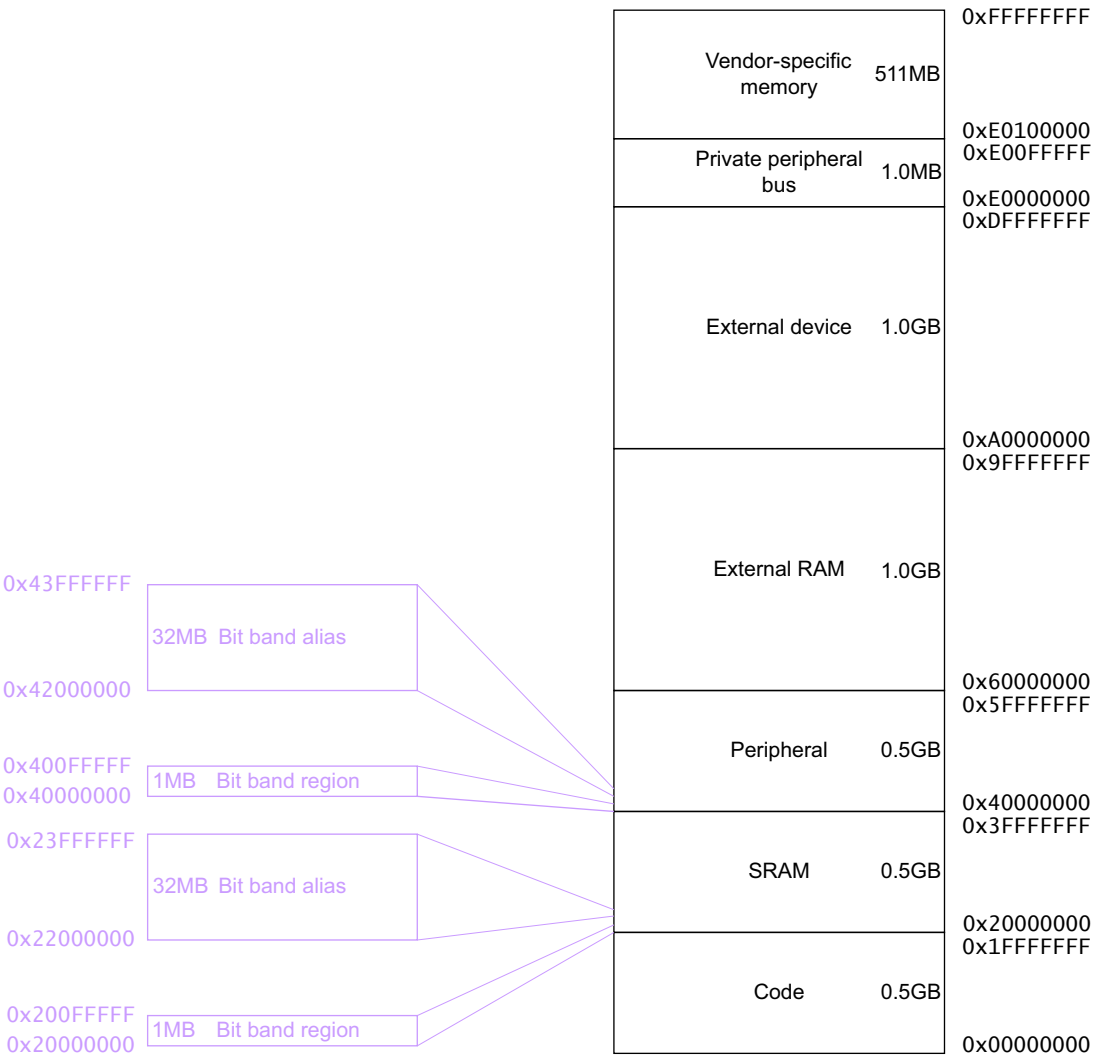 0xFFFFFFFF
Vendor-specific
memory
511MB
0xE0100000
0xE00FFFFF
Private peripheral
bus
1.0MB
0xE0000000
0xDFFFFFFF
External device
1.0GB
0xA0000000
0x9FFFFFFF
External RAM
1.0GB
0x60000000
0x5FFFFFFF
Peripheral
0.5GB
0x40000000
0x3FFFFFFF
SRAM
0.5GB
0x20000000
0x1FFFFFFF
Code
0.5GB
0x00000000
0x43FFFFFF
32MB Bit band alias
0x42000000
0x400FFFFF
1MB Bit band region
0x40000000
0x23FFFFFF
32MB Bit band alias
0x22000000
0x200FFFFF
1MB Bit band region
0x20000000